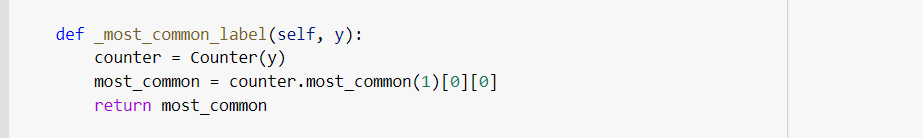 def _most_common_label(self, y):
    counter = Counter(y)
    most_common = counter.most_common(1)[0][0]
    return most_common